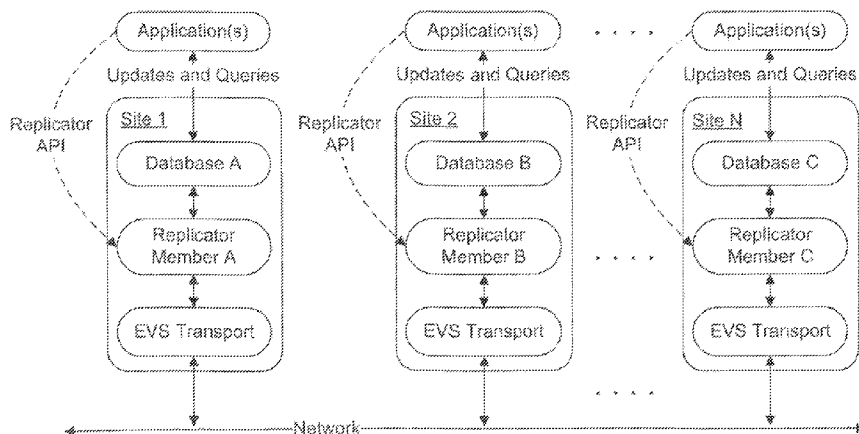 Application(s)
Application(s)
Application(s)
Updates and Queries
Updates and Queries
Updates and Queries
Replicator
API
Site 1
Replicator
API
Site 2
Replicator
API
Site N
Database A
Database B
Database C
Replicator
Member A
Replicator
Member B
Replicator
Member C
EVS Transport
EVS Transport
EVS Transport
Network